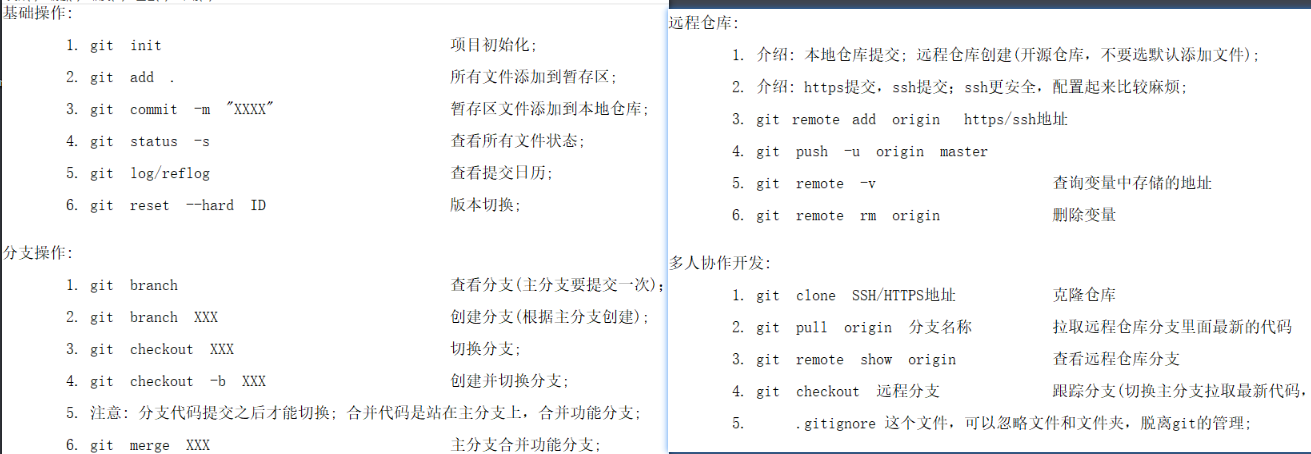 基础操作:
1. git init 项目初始化;
2. git add . 所有文件添加到暂存区;
3. git commit -m "XXXX" 暂存区文件添加到本地仓库;
4. git status -s 查看所有文件状态;
5. git log/reflog 查看提交日历;
6. git reset --hard ID 版本切换;
分支操作:
1. git branch 查看分支(主分支要提交一次);
2. git branch XXX 创建分支(根据主分支创建);
3. git checkout XXX 切换分支;
4. git checkout -b XXX 创建并切换分支;
5. 注意: 分支代码提交之后才能切换; 合并代码是站在主分支上, 合并功能分支;
6. git merge XXX 主分支合并功能分支;
远程仓库:
1. 介绍: 本地仓库提交; 远程仓库创建(开源仓库, 不要选默认添加文件);
2. 介绍: https提交, ssh提交; ssh更安全, 配置起来比较麻烦;
3. git remote add origin https/ssh地址
4. git push -u origin master
5. git remote -v 查询变量中存储的地址
6. git remote rm origin 删除变量
多人协作开发:
1. git clone SSH/HTTPS地址 克隆仓库
2. git pull origin 分支名称 拉取远程仓库分支里面最新的代码
3. git remote show origin 查看远程仓库分支
4. git checkout 远程分支 跟踪分支(切换主分支拉取最新代码,
5. .gitignore 这个文件, 可以忽略文件和文件夹, 脱离git的管理;